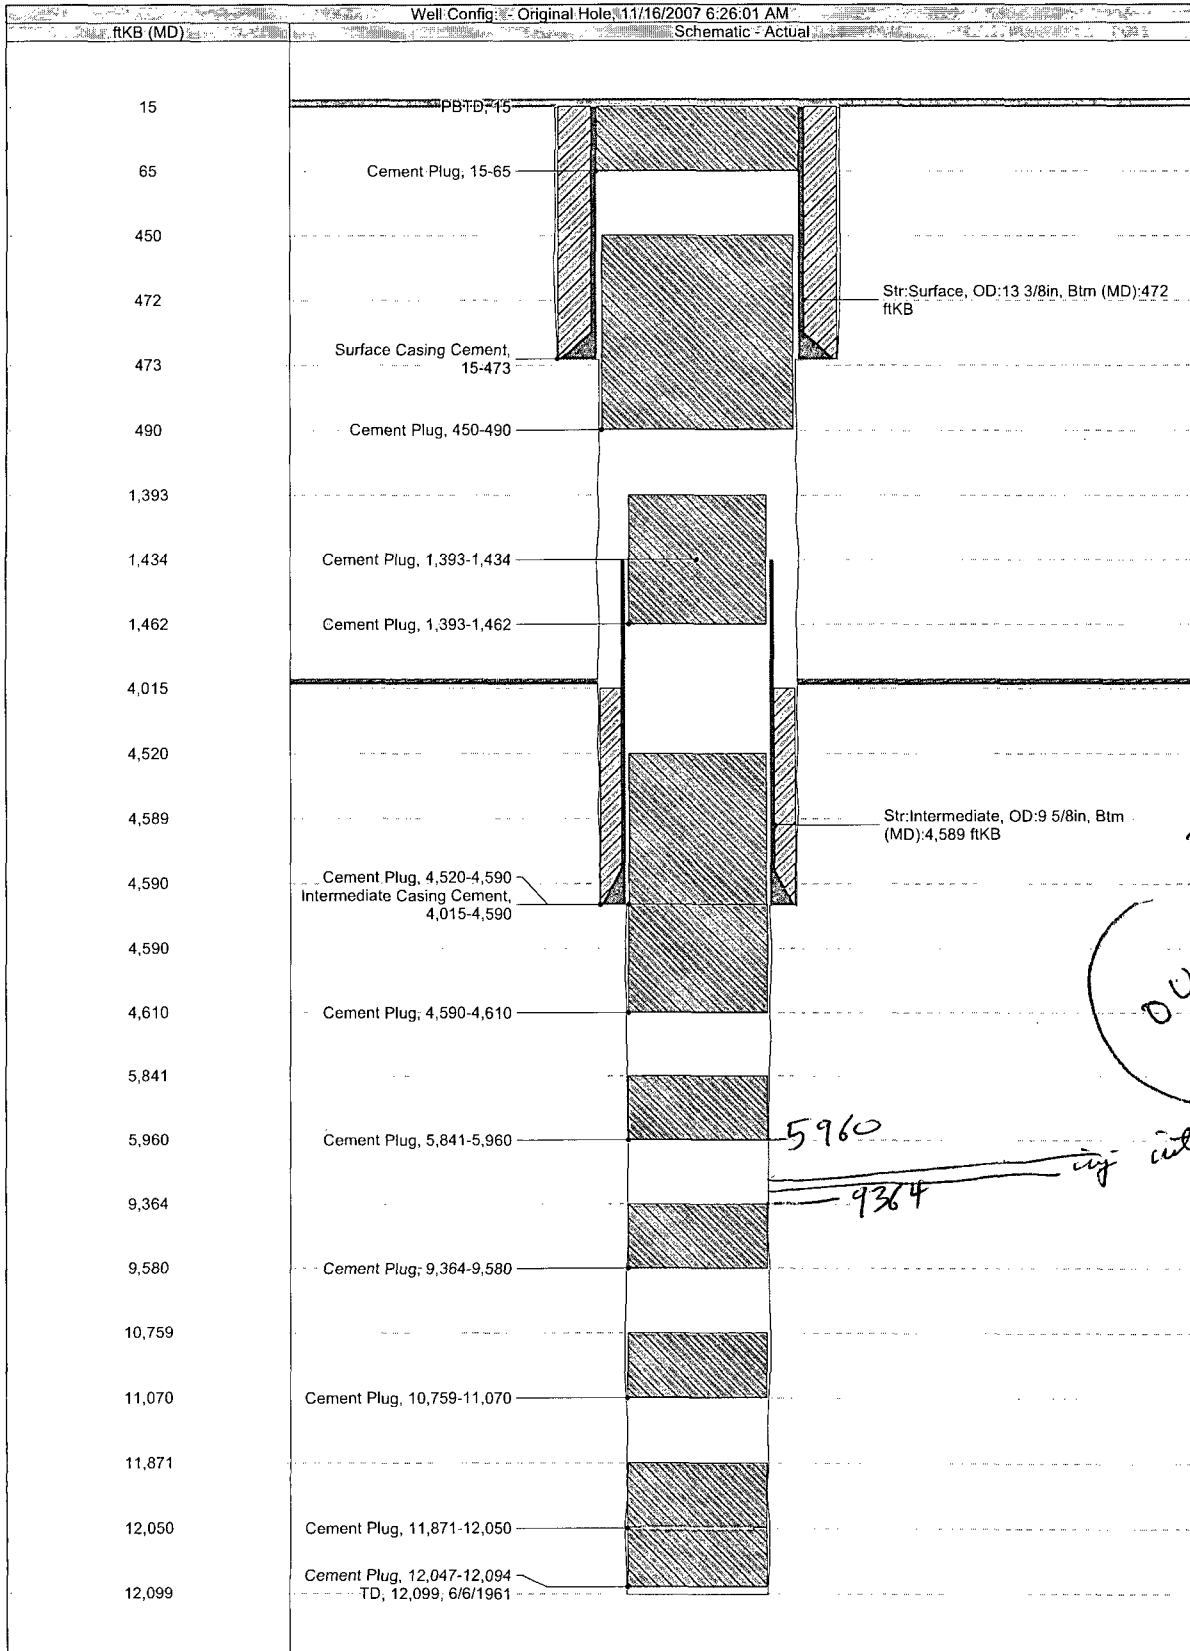 Well Config: - Original Hole, 11/16/2007 6:26:01 AM
ftKB (MD)
Schematic - Actual
15
PBTD, 15
65
Cement Plug, 15-65
450
472
Str:Surface, OD:13 3/8in, Btm (MD):472
ftKB
Surface Casing Cement,
15-473
473
490
Cement Plug, 450-490
1,393
1,434
Cement Plug, 1,393-1,434
1,462
Cement Plug, 1,393-1,462
4,015
4,520
4,589
Str:Intermediate, OD:9 5/8in, Btm
(MD):4,589 ftKB
4,590
Cement Plug, 4,520-4,590
Intermediate Casing Cement,
4,015-4,590
4,590
4,610
Cement Plug, 4,590-4,610
5,841
5,960
Cement Plug, 5,841-5,960
5960
inj
9,364
9364
9,580
Cement Plug, 9,364-9,580
10,759
11,070
Cement Plug, 10,759-11,070
11,871
12,050
Cement Plug, 11,871-12,050
Cement Plug, 12,047-12,094
12,099
TD, 12,099, 6/6/1961